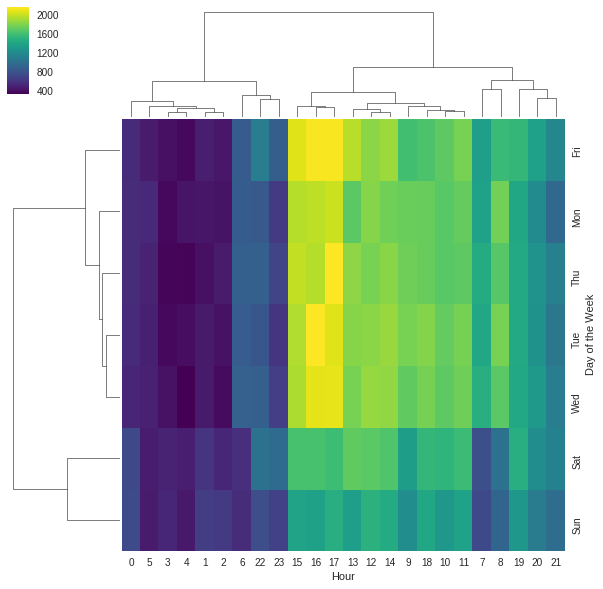 2000
1600
1200
800
400
Fri
Mon
Thu
Tue
Wed
Sat
Sun
Day of the Week
0 5 3 4 1 2 6 22 23 15 16 17 13 12 14 9 18 10 11 7 8 19 20 21
Hour